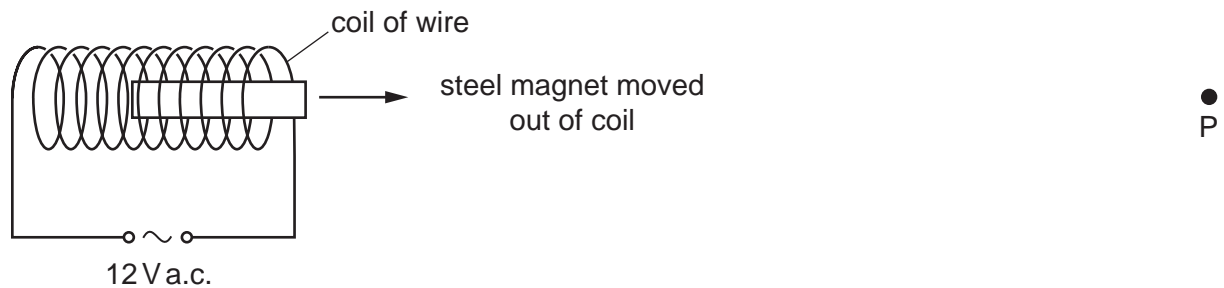 coil of wire
steel magnet moved
out of coil
P
12 V a.c.